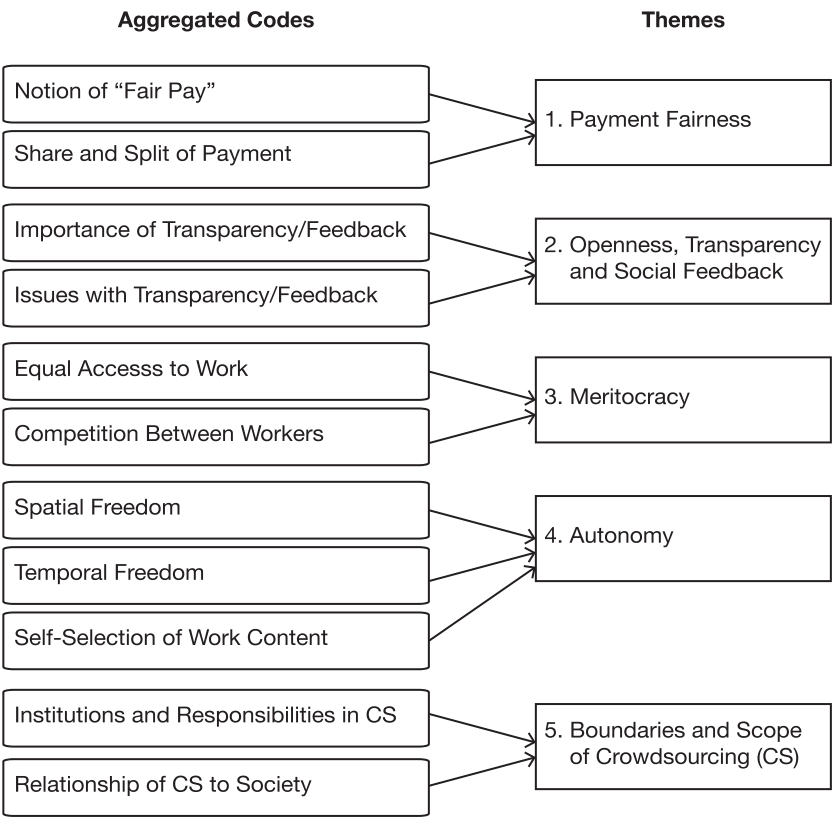 Aggregated Codes
Themes
Notion of “Fair Pay”
Share and Split of Payment
1. Payment Fairness
Importance of Transparency/Feedback
Issues with Transparency/Feedback
2. Openness, Transparency
and Social Feedback
Equal Accesss to Work
Competition Between Workers
3. Meritocracy
Spatial Freedom
Temporal Freedom
Self-Selection of Work Content
4. Autonomy
Institutions and Responsibilities in CS
Relationship of CS to Society
5. Boundaries and Scope
of Crowdsourcing (CS)